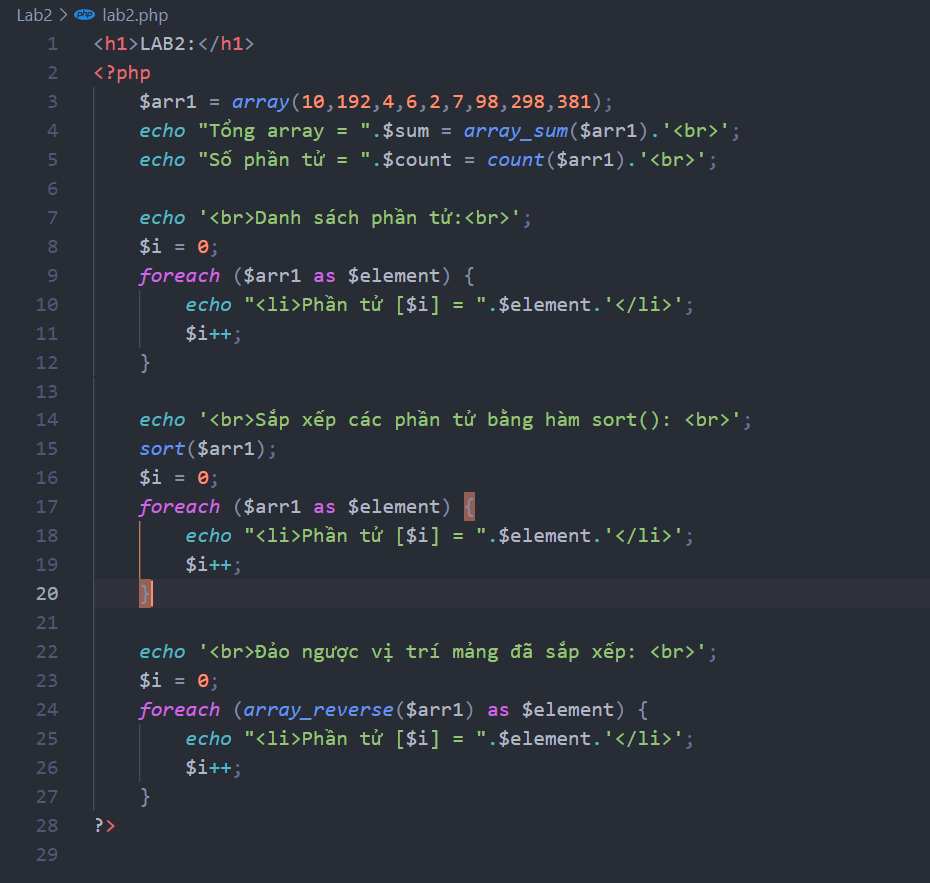 Lab2 > php lab2.php
1 <h1>LAB2:</h1>
2 <?php
3     $arr1 = array(10,192,4,6,2,7,98,298,381);
4     echo "Tổng array = ".$sum = array_sum($arr1).'<br>';
5     echo "Số phần tử = ".$count = count($arr1).'<br>';
6
7     echo '<br>Danh sách phần tử:<br>';
8     $i = 0;
9     foreach ($arr1 as $element) {
10         echo "<li>Phần tử [$i] = ".$element.'</li>';
11         $i++;
12     }
13
14     echo '<br>Sắp xếp các phần tử bằng hàm sort(): <br>';
15     sort($arr1);
16     $i = 0;
17     foreach ($arr1 as $element) {
18         echo "<li>Phần tử [$i] = ".$element.'</li>';
19         $i++;
20     }
21
22     echo '<br>Đảo ngược vị trí mảng đã sắp xếp: <br>';
23     $i = 0;
24     foreach (array_reverse($arr1) as $element) {
25         echo "<li>Phần tử [$i] = ".$element.'</li>';
26         $i++;
27     }
28 ?>
29